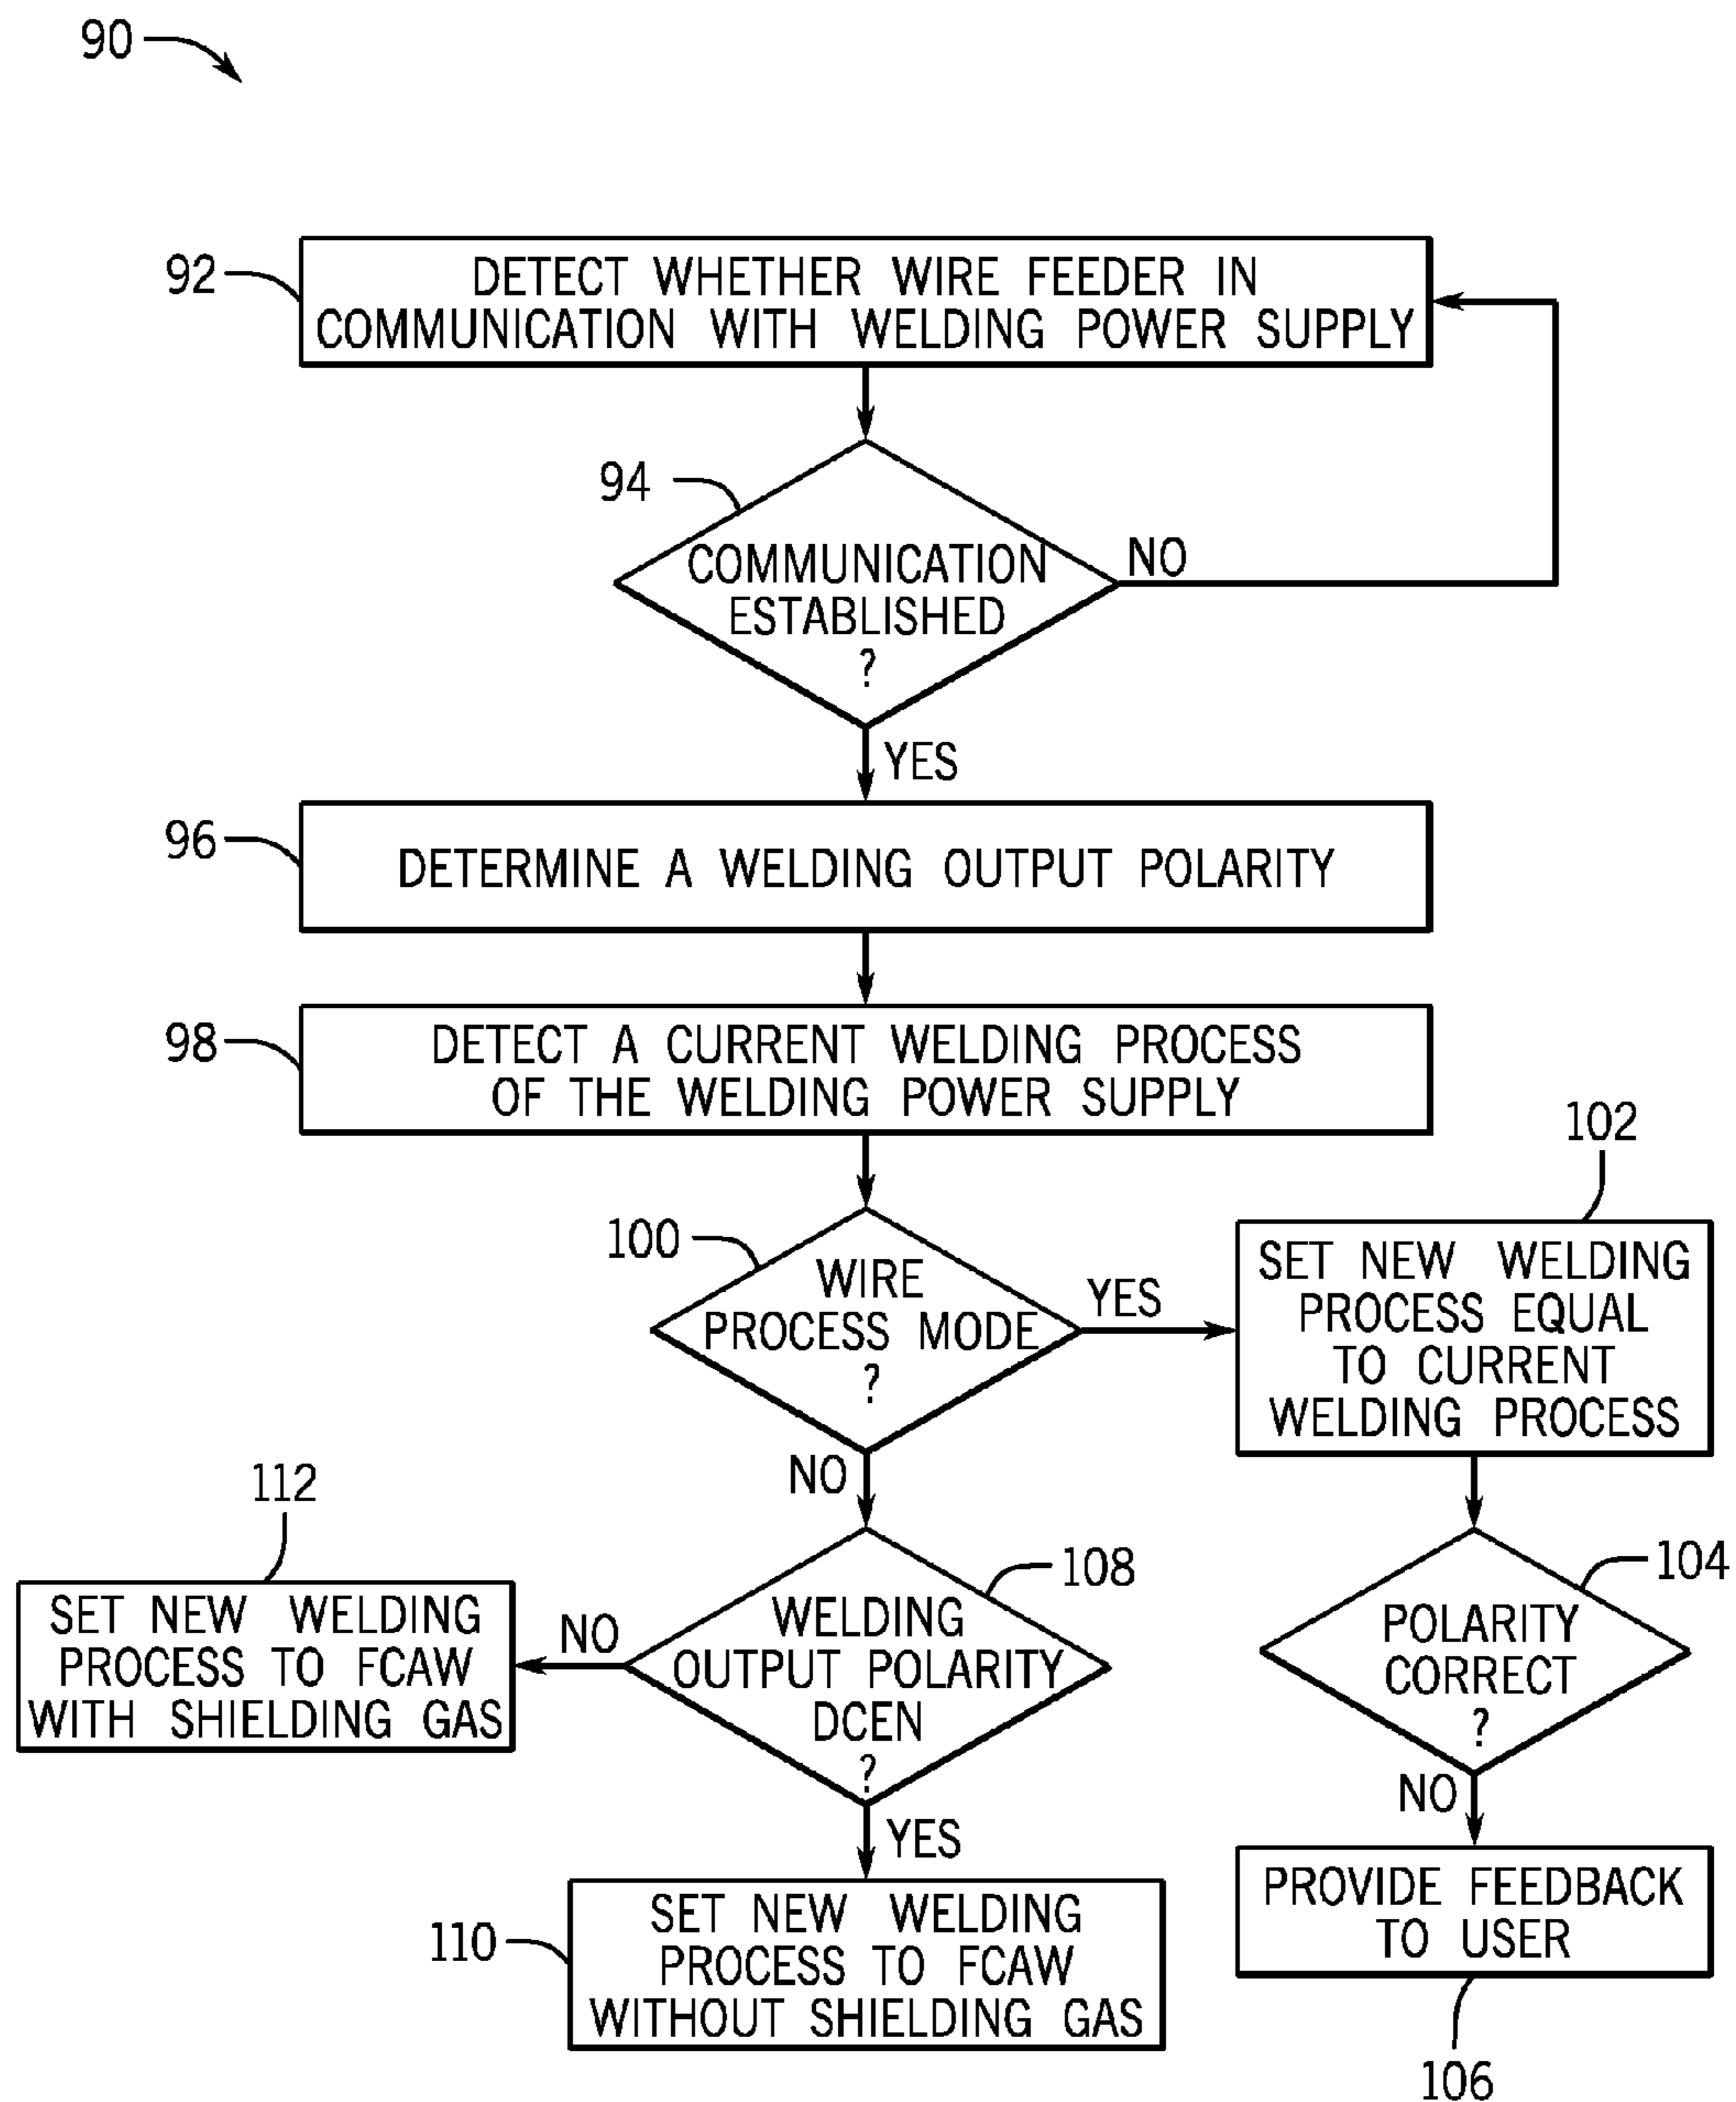 90
92
DETECT WHETHER WIRE FEEDER IN
COMMUNICATION WITH WELDING POWER SUPPLY
94
COMMUNICATION
ESTABLISHED
?
NO
YES
96
DETERMINE A WELDING OUTPUT POLARITY
98
DETECT A CURRENT WELDING PROCESS
OF THE WELDING POWER SUPPLY
100
WIRE
PROCESS MODE
?
YES
102
SET NEW WELDING
PROCESS EQUAL
TO CURRENT
WELDING PROCESS
NO
104
POLARITY
CORRECT
?
NO
PROVIDE FEEDBACK
TO USER
106
108
WELDING
OUTPUT POLARITY
DCEN
?
NO
112
SET NEW WELDING
PROCESS TO FCAW
WITH SHIELDING GAS
YES
110
SET NEW WELDING
PROCESS TO FCAW
WITHOUT SHIELDING GAS